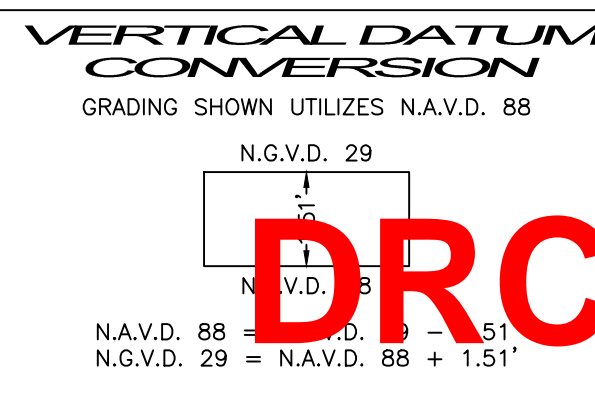 VERTICAL DATUM
CONVERSION
GRADING SHOWN UTILIZES N.A.V.D. 88
N.G.V.D. 29
DRC
N.A.V.D. 88 =
N.G.V.D. 29 = N.A.V.D. 88 + 1.51'